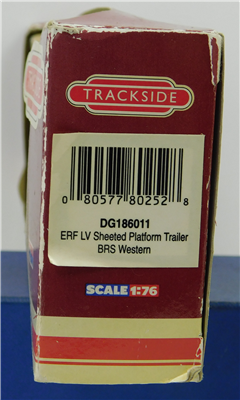 TRACKSIDE
0 80577 80252 8
DG186011
ERF LV Sheeted Platform Trailer
BRS Western
SCALE 1:76